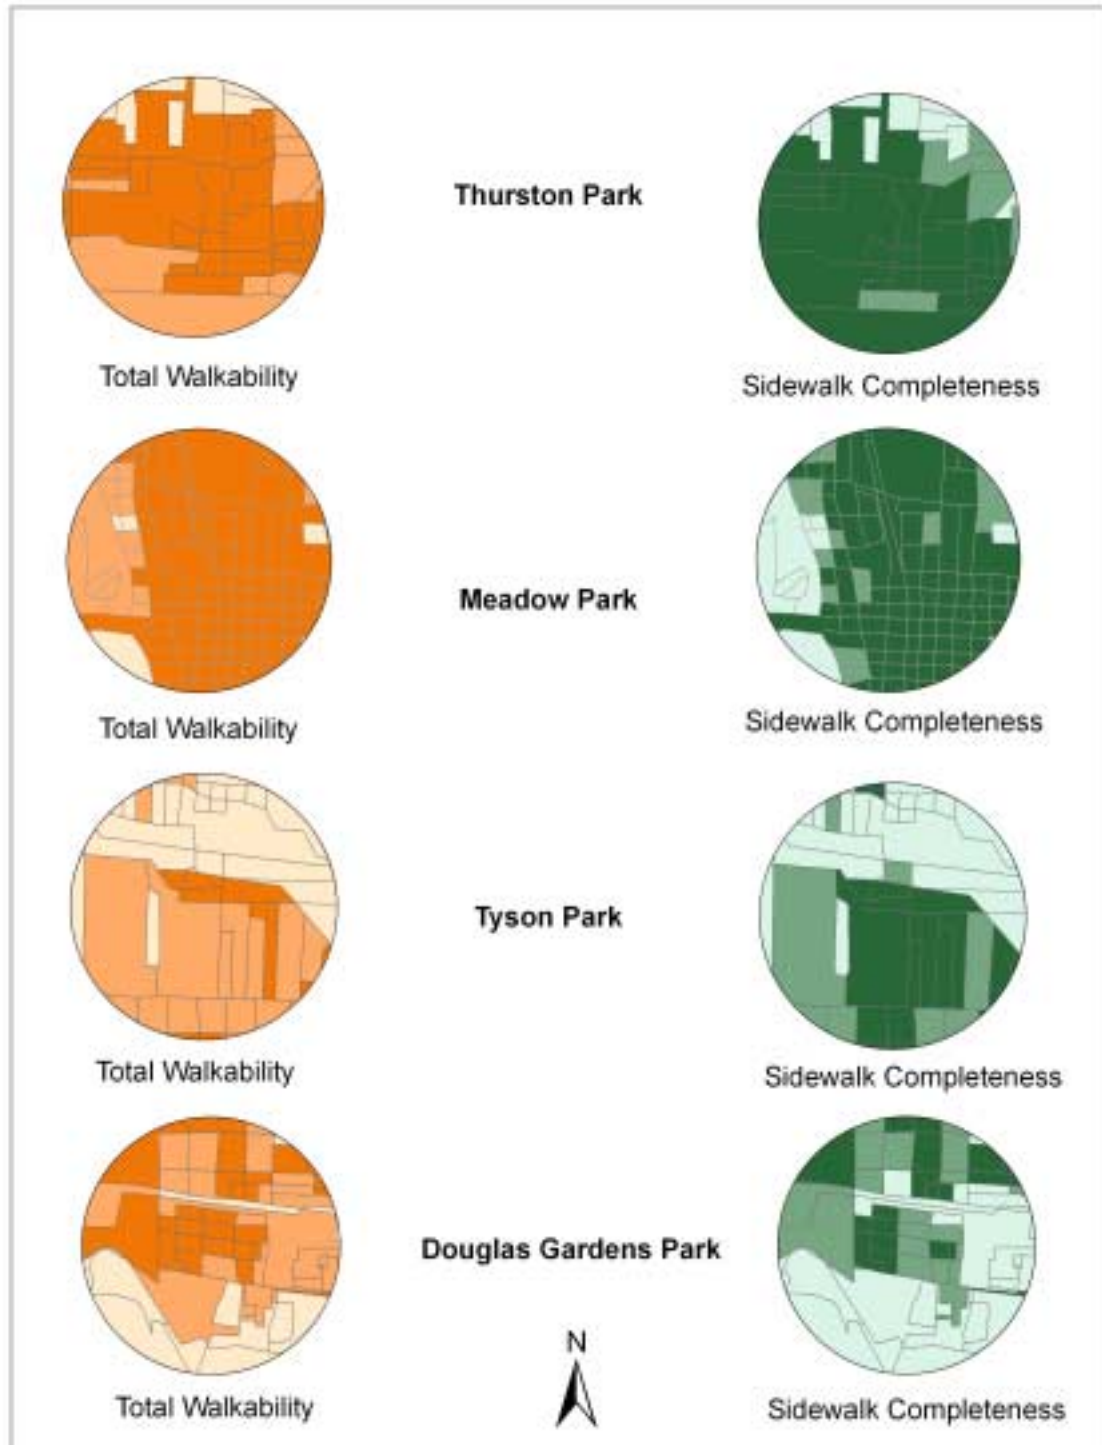 Thurston Park
Total Walkability
Sidewalk Completeness
Meadow Park
Total Walkability
Sidewalk Completeness
Tyson Park
Total Walkability
Sidewalk Completeness
Douglas Gardens Park
N
Total Walkability
Sidewalk Completeness